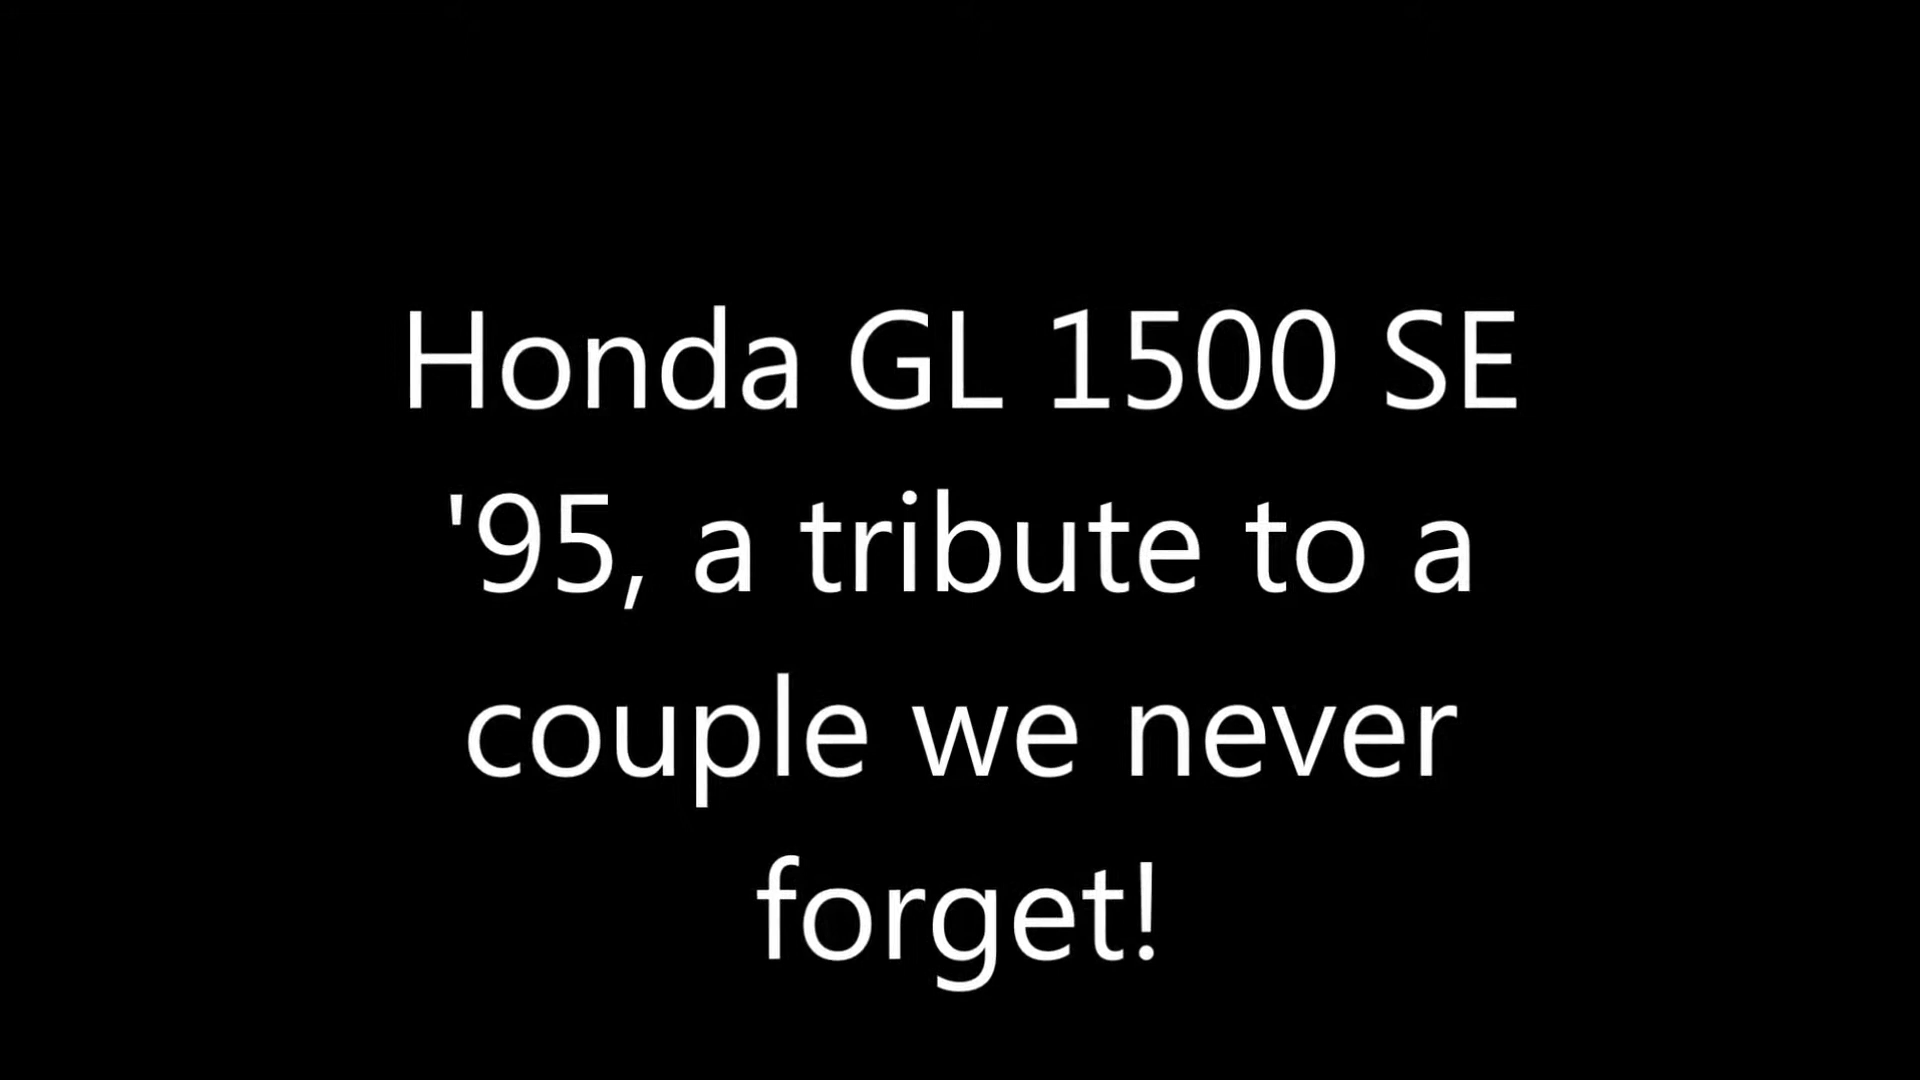 Honda GL 1500 SE
'95, a tribute to a
couple we never
forget!